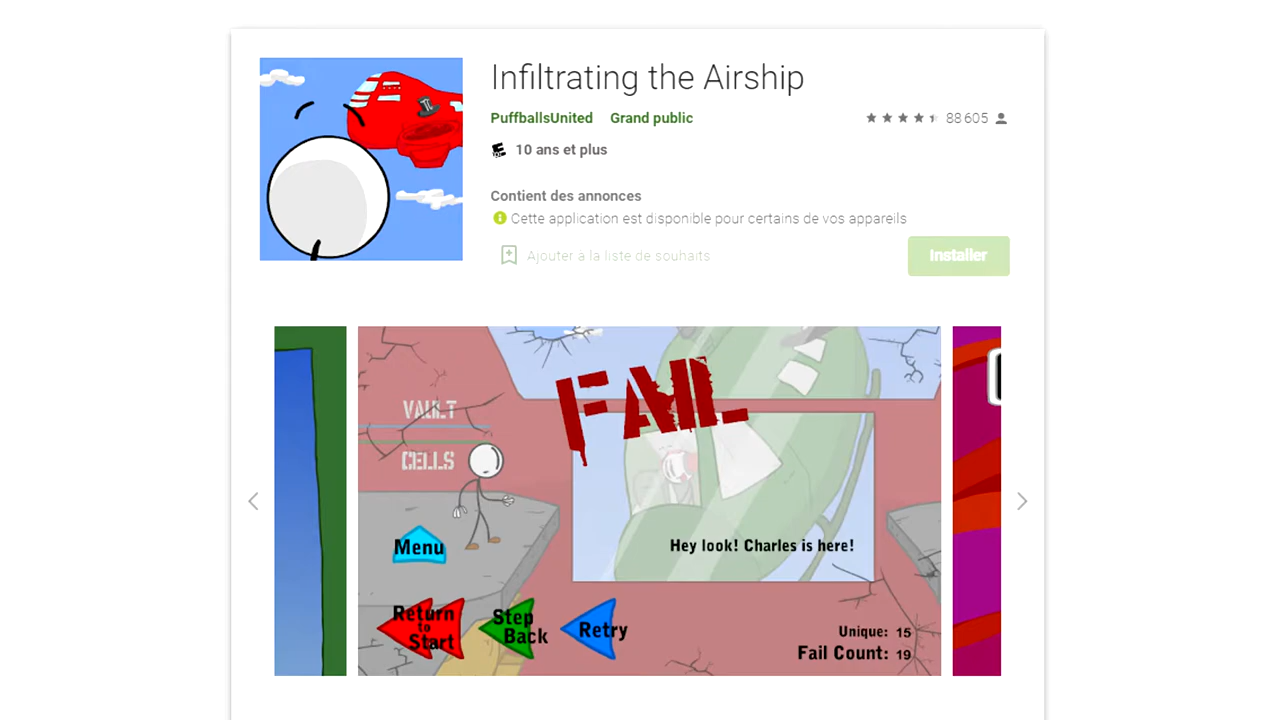 Infiltrating the Airship
PuffballsUnited Grand public
88 605
10 ans et plus
Contient des annonces
Cette application est disponible pour certains de vos appareils
Ajouter à la liste de souhaits
Installer
FAIL
VAULT
CELLS
Menu
Hey look! Charles is here!
Return
to
Start
Step
Back
Retry
Unique: 15
Fail Count: 19